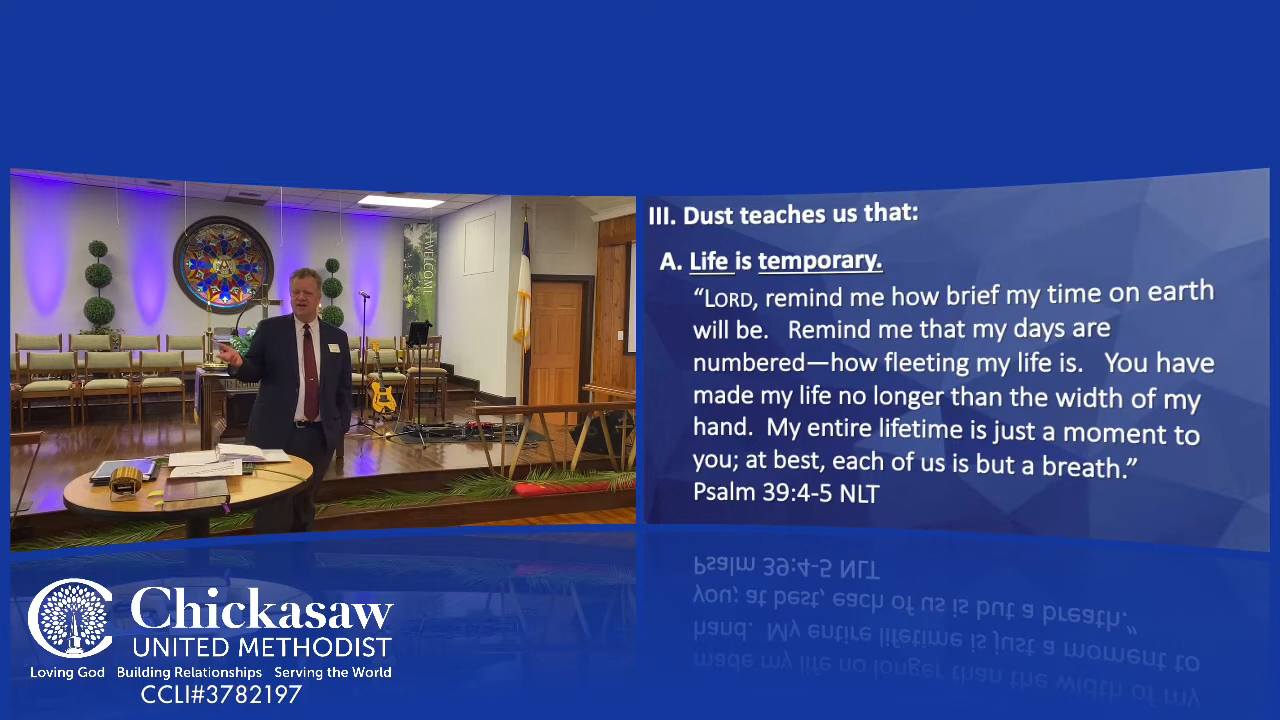 WELCOME
III. Dust teaches us that:
A. Life is temporary.
“LORD, remind me how brief my time on earth
will be. Remind me that my days are
numbered—how fleeting my life is. You have
made my life no longer than the width of my
hand. My entire lifetime is just a moment to
you; at best, each of us is but a breath.”
Psalm 39:4-5 NLT
Chickasaw
UNITED METHODIST
Loving God Building Relationships Serving the World
CCLI#3782197